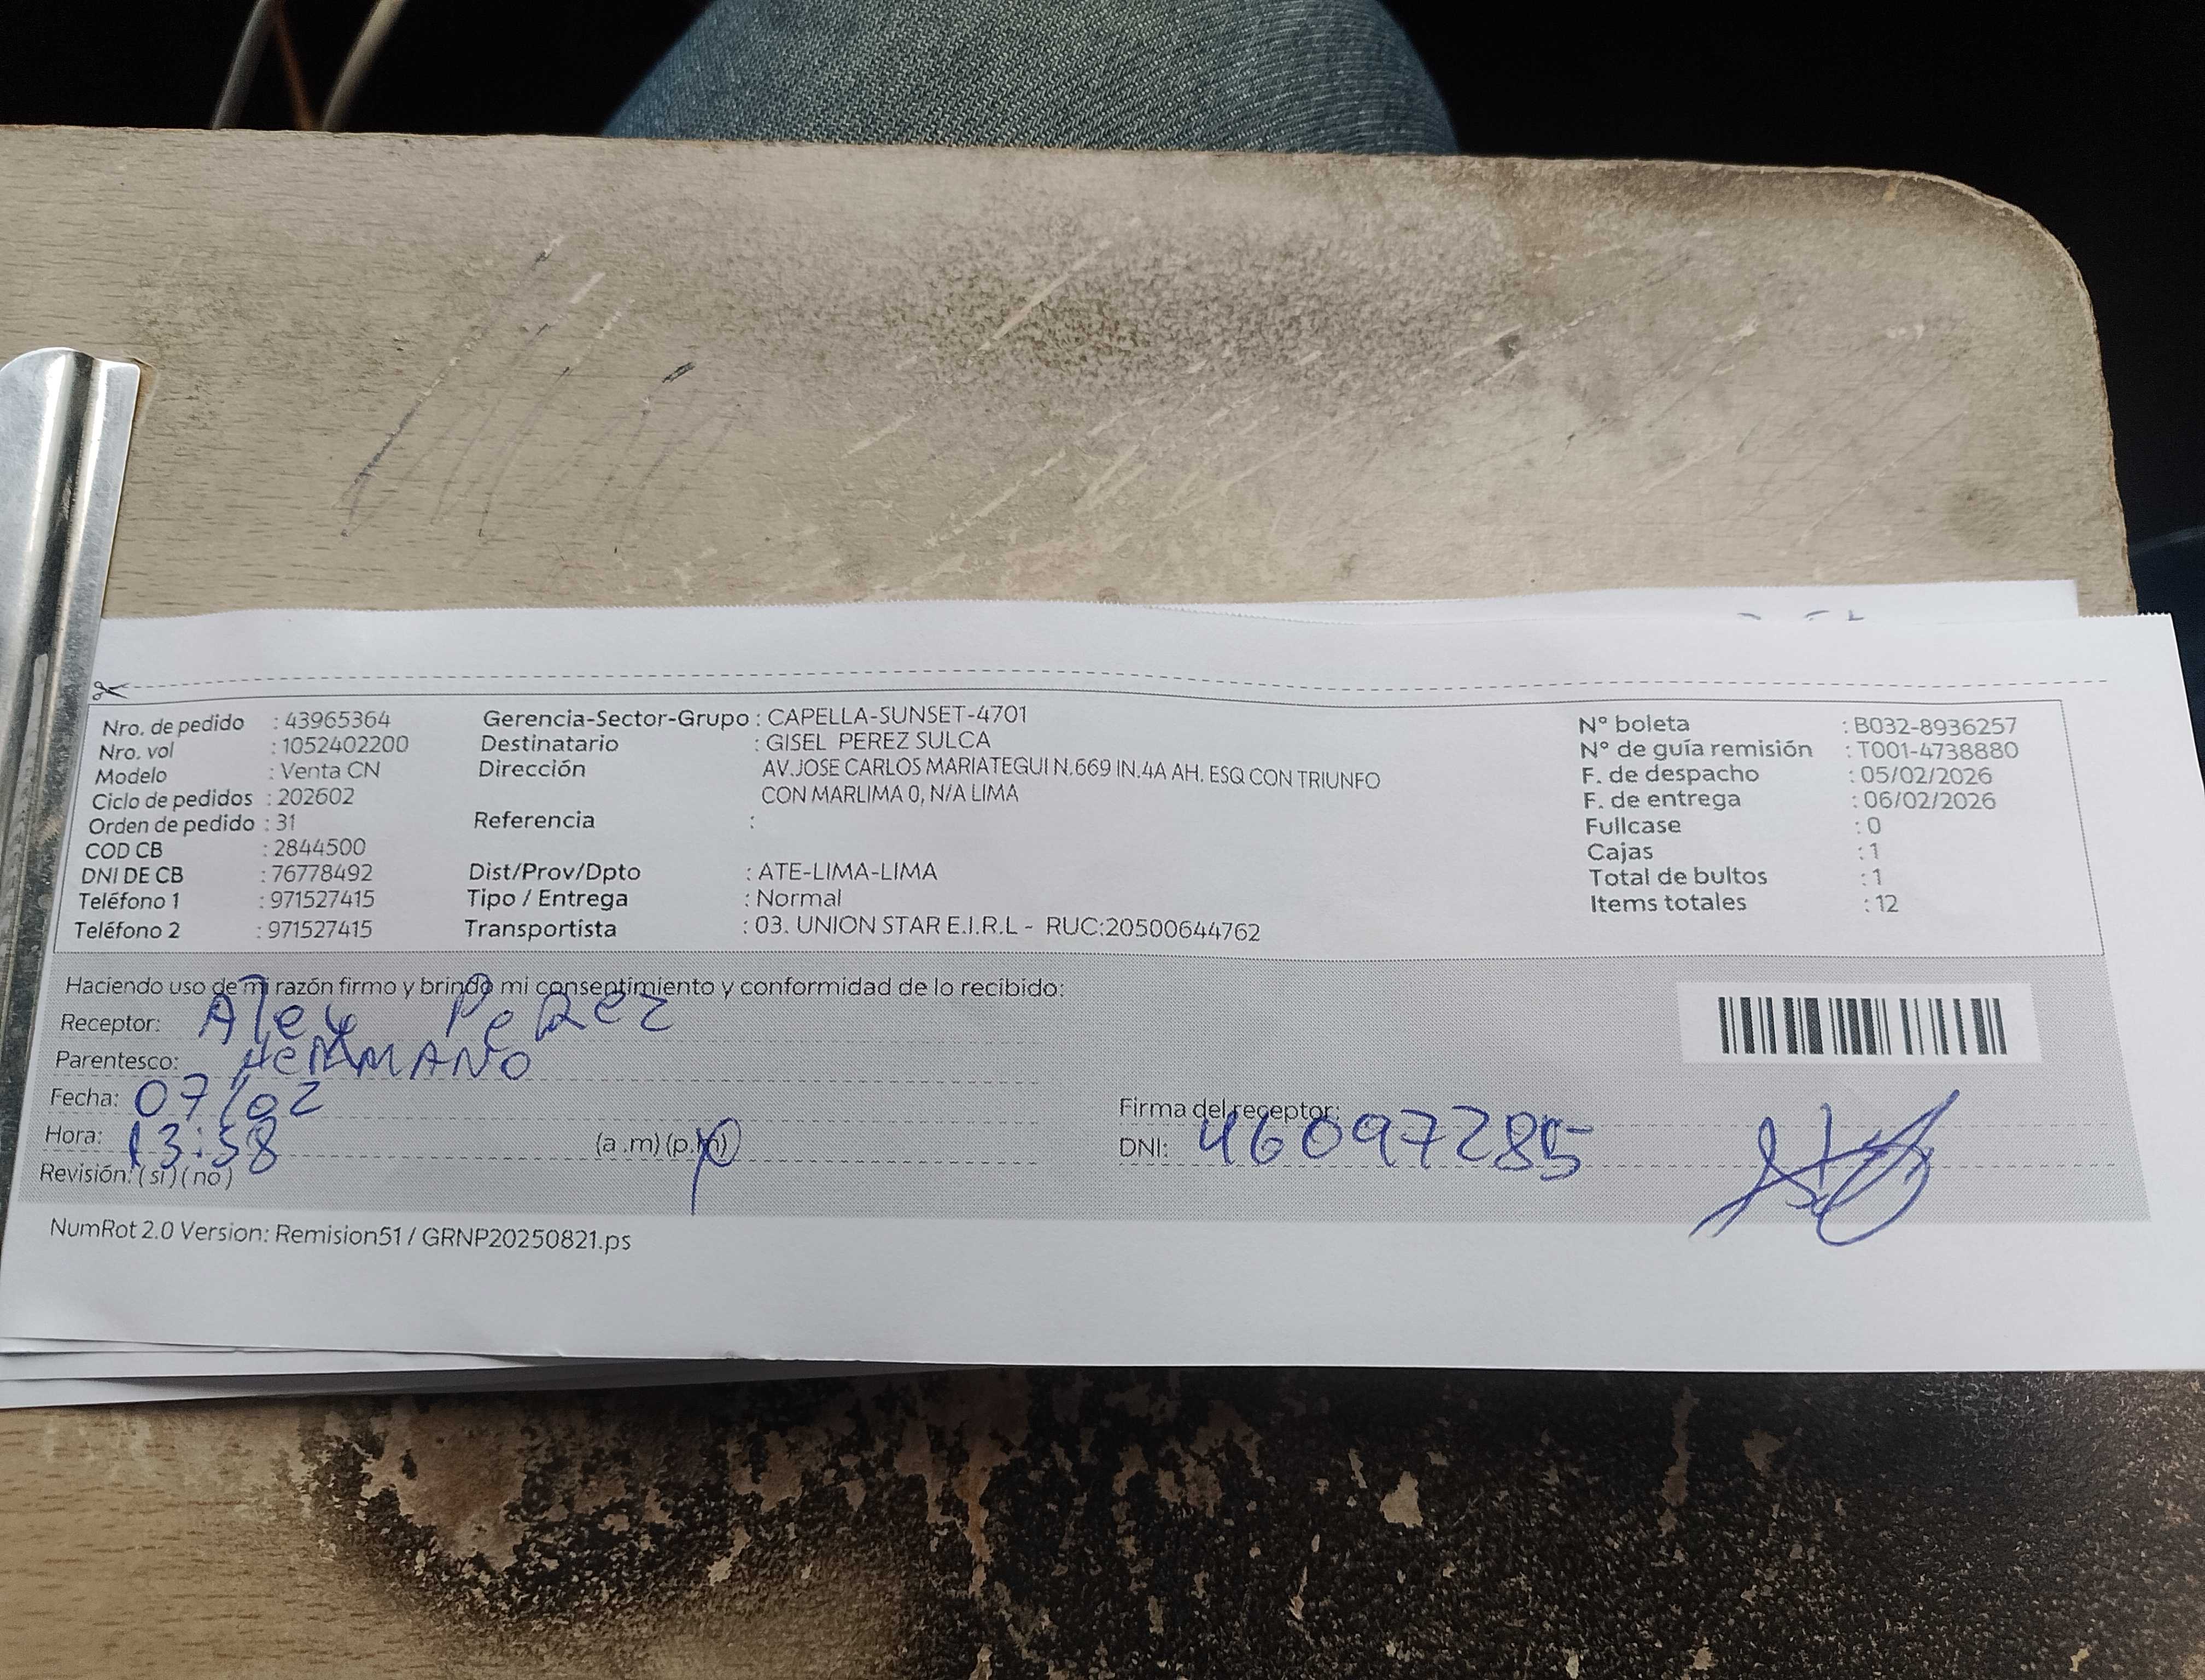 Nro. de pedido : 43965364 Gerencia-Sector-Grupo : CAPELLA-SUNSET-4701 N° boleta : B032-8936257
Nro. vol : 1052402200 Destinatario : GISEL PEREZ SULCA N° de guía remisión : T001-4738880
Modelo : Venta CN Dirección AV.JOSE CARLOS MARIATEGUI N.669 IN.4A AH. ESQ CON TRIUNFO F. de despacho : 05/02/2026
Ciclo de pedidos : 202602 CON MARLIMA 0, N/A LIMA F. de entrega : 06/02/2026
Orden de pedido : 31 Referencia : Fullcase : 0
COD CB : 2844500 Cajas : 1
DNI DE CB : 76778492 Dist/Prov/Dpto : ATE-LIMA-LIMA Total de bultos : 1
Teléfono 1 : 971527415 Tipo / Entrega : Normal Items totales : 12
Teléfono 2 : 971527415 Transportista : 03. UNION STAR E.I.R.L - RUC:20500644762
Haciendo uso de mi razón firmo y brindo mi consentimiento y conformidad de lo recibido:
Receptor: Alex PeRez
Parentesco: HeRMANO
Fecha: 07/02
Firma del receptor:
Hora: 13:58 (a .m) (p.m) DNI: 46097285
Revisión: (si) (no)
NumRot 2.0 Version: Remision51 / GRNP20250821.ps